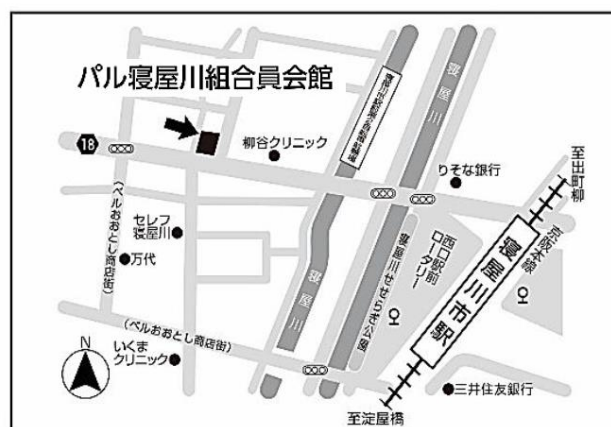 パル寝屋川組合員会館
18
柳谷クリニック
りそな銀行
至出町柳
京阪本線
寝屋川
寝屋川
寝屋川市駅
西口駅前
ロータリー
寝屋川せせらぎ公園
セレフ
寝屋川
万代
(ベルおおとし商店街)
(ベルおおとし商店街)
いくま
クリニック
N
三井住友銀行
至淀屋橋